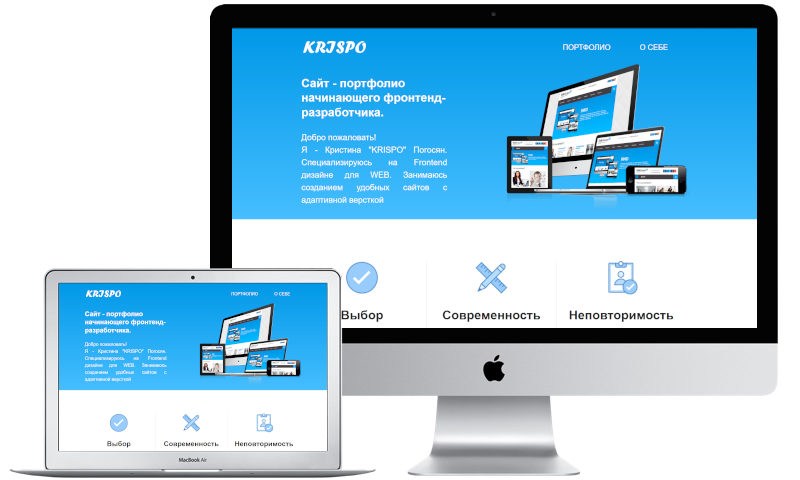 KRISPO
ПОРТФОЛИО О СЕБЕ
Сайт - портфолио
начинающего фронтенд-
разработчика.
Добро пожаловать!
Я - Кристина "KRISPO" Погосян.
Специализируюсь на Frontend
дизайне для WEB. Занимаюсь
созданием удобных сайтов с
адаптивной версткой
Выбор
Современность
Неповторимость
KRISPO
ПОРТФОЛИО О СЕБЕ
Сайт - портфолио
начинающего фронтенд-
разработчика.
Добро пожаловать!
Я - Кристина "KRISPO" Погосян.
Специализируюсь на Frontend
дизайне для WEB. Занимаюсь
созданием удобных сайтов с
адаптивной версткой
Выбор
Современность
Неповторимость
MacBook Air